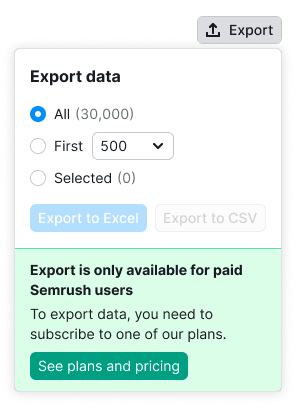 Export
Export data
All (30,000)
First 500
Selected (0)
Export to Excel Export to CSV
Export is only available for paid
Semrush users
To export data, you need to
subscribe to one of our plans.
See plans and pricing